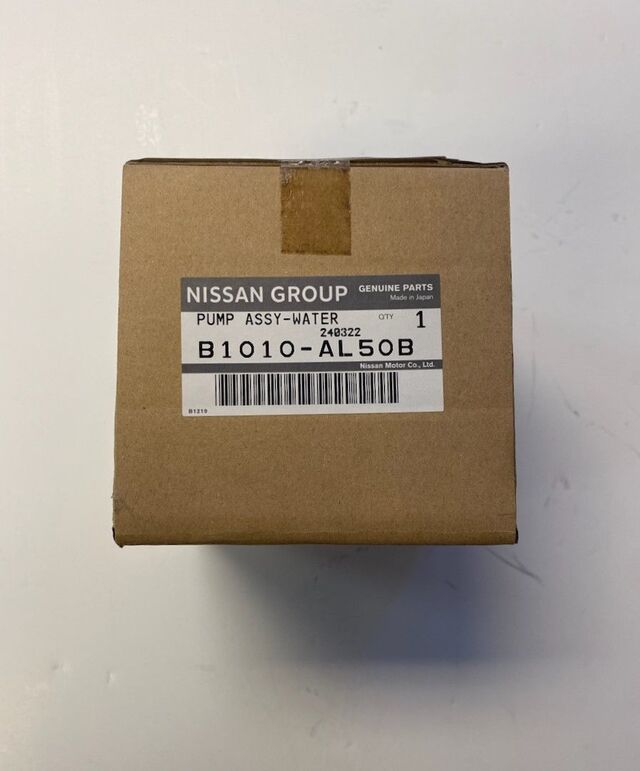 NISSAN GROUP GENUINE PARTS
Made in Japan
PUMP ASSY-WATER Q'TY 1
240322
B1010-AL50B
Nissan Motor Co., Ltd.
B1219